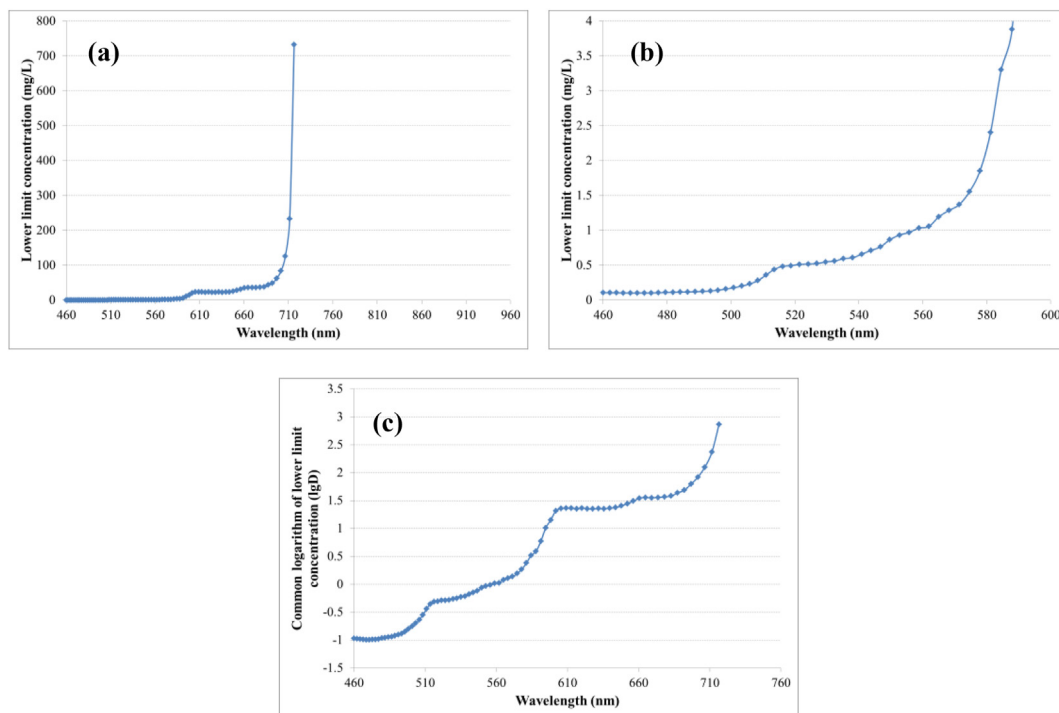 (a)
Lower limit concentration (mg/L)
800
700
600
500
400
300
200
100
0
460 510 560 610 660 710 760 810 860 910 960
Wavelength (nm)
(b)
Lower limit concentration (mg/L)
4
3.5
3
2.5
2
1.5
1
0.5
0
460 480 500 520 540 560 580 600
Wavelength (nm)
(c)
Common logarithm of lower limit
concentration (lgD)
3.5
3
2.5
2
1.5
1
0.5
0
-0.5
-1
-1.5
460 510 560 610 660 710 760
Wavelength (nm)